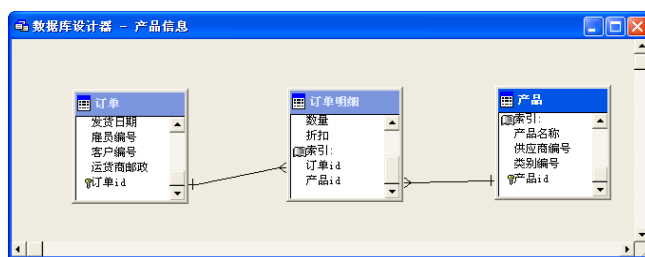 数据库设计器 - 产品信息
订单
发货日期
雇员编号
客户编号
运货商邮政
订单id
订单明细
数量
折扣
索引:
订单id
产品id
产品
索引:
产品名称
供应商编号
类别编号
产品id